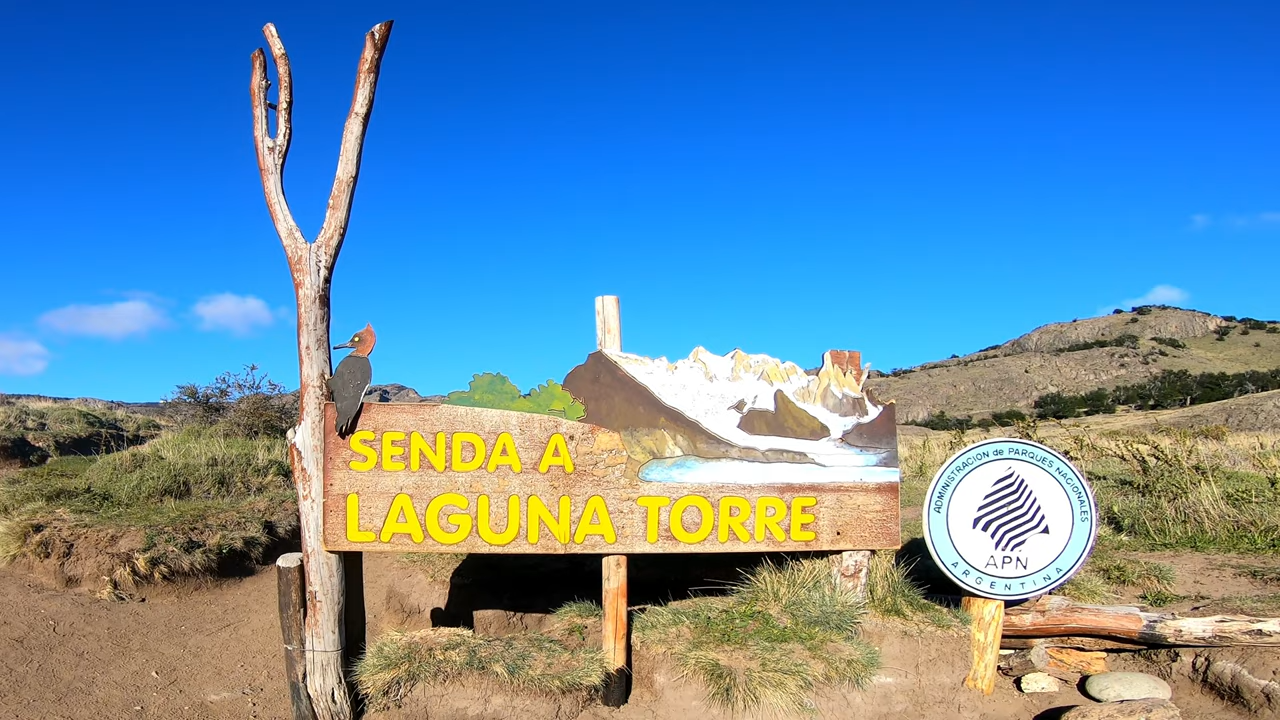 SENDA A
LAGUNA TORRE
ADMINISTRACION de PARQUES NACIONALES
APN
ARGENTINA